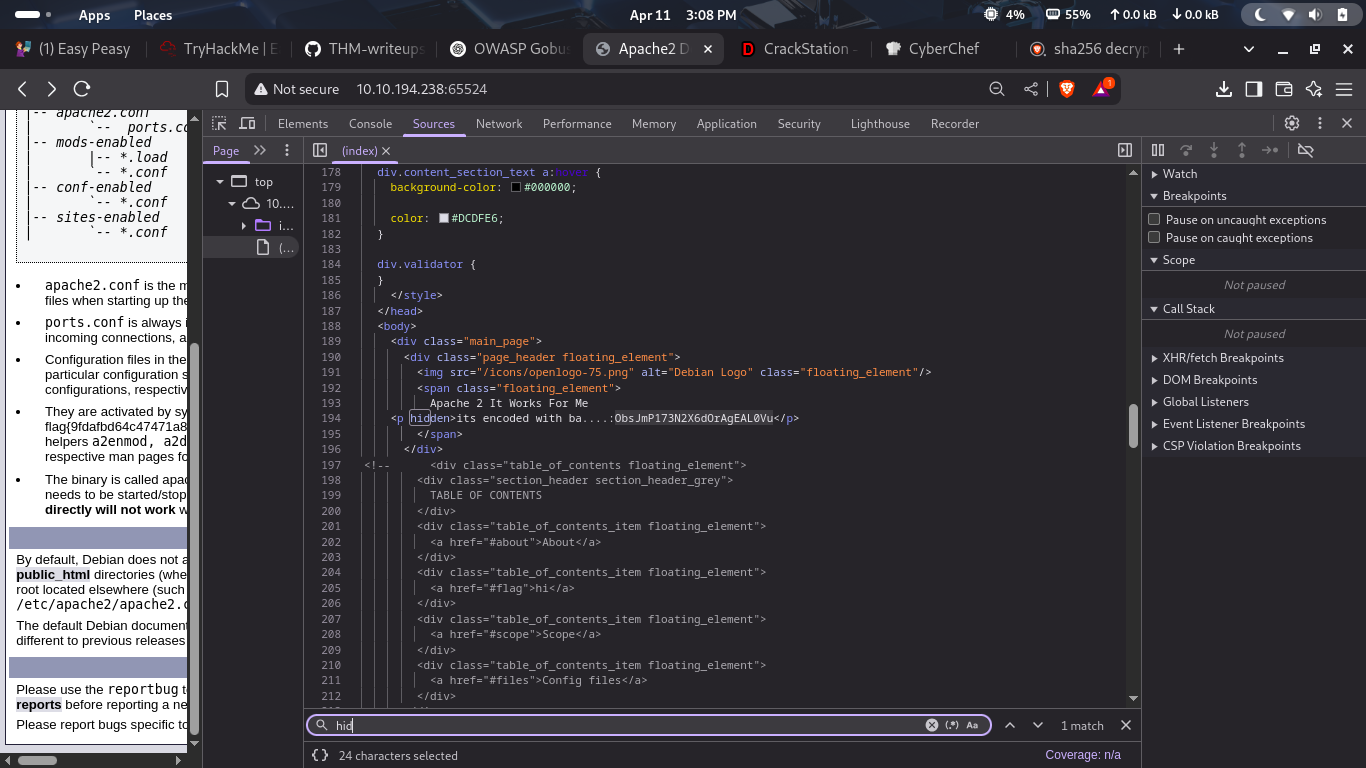 Apps Places Apr 11 3:08 PM 4% 55% ↑0.0 kB ↓0.0 kB
(1) Easy Peasy TryHackMe | E THM-writeups OWASP Gobus Apache2 D CrackStation - CyberChef sha256 decryp
Not secure 10.10.194.238:65524 1
Elements Console Sources Network Performance Memory Application Security Lighthouse Recorder
Page (index)
|-- apache2.conf
| `-- ports.co
|-- mods-enabled
| |-- *.load
| `-- *.conf
|-- conf-enabled
| `-- *.conf
|-- sites-enabled
| `-- *.conf
apache2.conf is the m
files when starting up the
ports.conf is always i
incoming connections, a
Configuration files in the
particular configuration s
configurations, respectiv
They are activated by sy
flag{9fdafbd64c47471a8
helpers a2enmod, a2d
respective man pages fo
The binary is called apac
needs to be started/stop
directly will not work w
By default, Debian does not a
public_html directories (whe
root located elsewhere (such
/etc/apache2/apache2.c
The default Debian document
different to previous releases
Please use the reportbug t
reports before reporting a ne
Please report bugs specific to
top
10....
i...
(...
178 div.content_section_text a:hover {
179 background-color: #000000;
180
181 color: #DCDFE6;
182 }
183
184 div.validator {
185 }
186 </style>
187 </head>
188 <body>
189 <div class="main_page">
190 <div class="page_header floating_element">
191 <img src="/icons/openlogo-75.png" alt="Debian Logo" class="floating_element"/>
192 <span class="floating_element">
193 Apache 2 It Works For Me
194 <p hidden>its encoded with ba....:ObsJmP173N2X6dOrAgEAL0Vu</p>
195 </span>
196 </div>
197 <!-- <div class="table_of_contents floating_element">
198 <div class="section_header section_header_grey">
199 TABLE OF CONTENTS
200 </div>
201 <div class="table_of_contents_item floating_element">
202 <a href="#about">About</a>
203 </div>
204 <div class="table_of_contents_item floating_element">
205 <a href="#flag">hi</a>
206 </div>
207 <div class="table_of_contents_item floating_element">
208 <a href="#scope">Scope</a>
209 </div>
210 <div class="table_of_contents_item floating_element">
211 <a href="#files">Config files</a>
212 </div>
hid (.*) Aa 1 match
{} 24 characters selected Coverage: n/a
Watch
Breakpoints
Pause on uncaught exceptions
Pause on caught exceptions
Scope
Not paused
Call Stack
Not paused
XHR/fetch Breakpoints
DOM Breakpoints
Global Listeners
Event Listener Breakpoints
CSP Violation Breakpoints